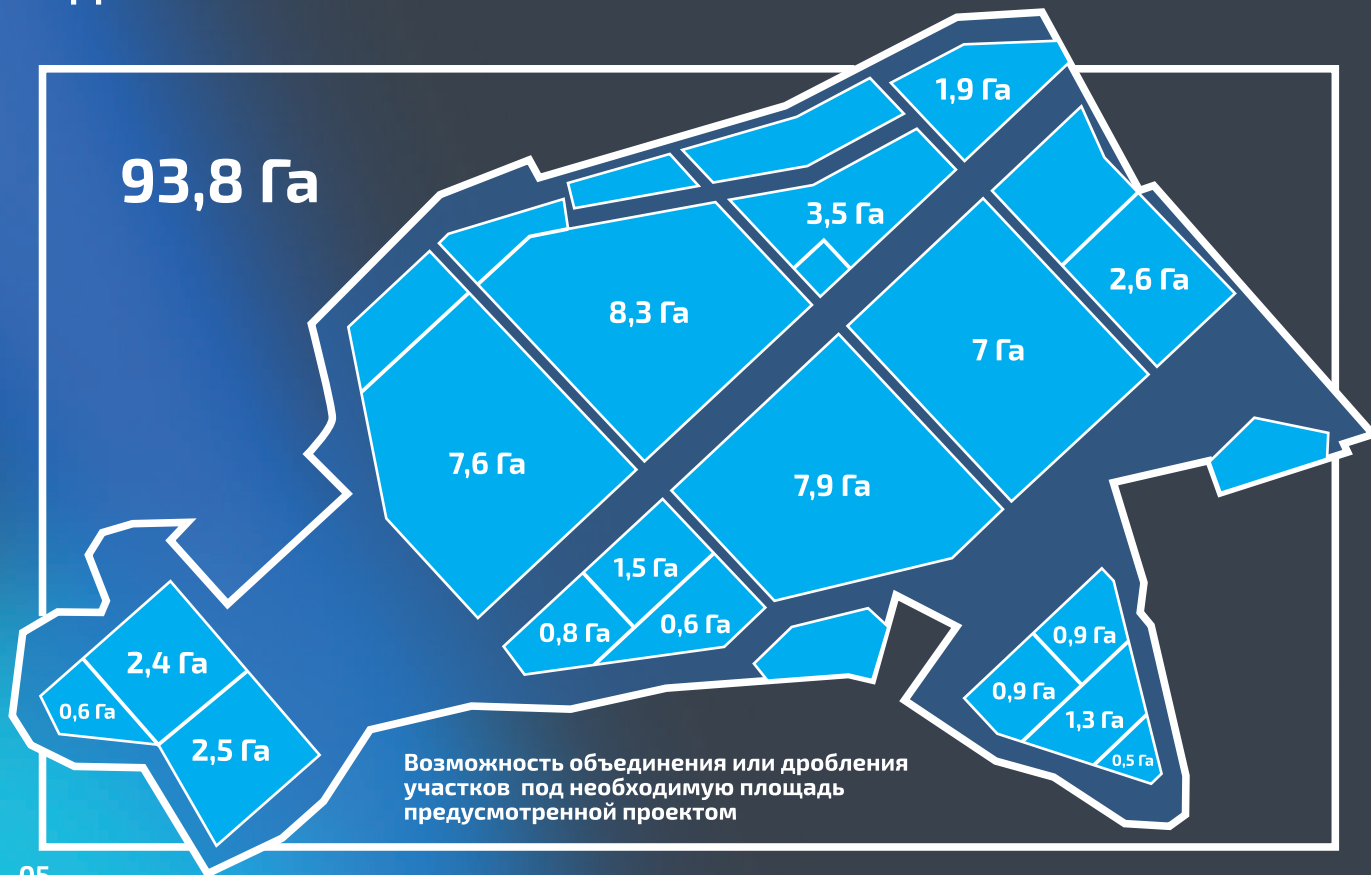 93,8 Га
1,9 Га
3,5 Га
2,6 Га
8,3 Га
7 Га
7,6 Га
7,9 Га
1,5 Га
0,8 Га
0,6 Га
0,9 Га
0,9 Га
1,3 Га
0,5 Га
2,4 Га
0,6 Га
2,5 Га
Возможность объединения или дробления
участков под необходимую площадь
предусмотренной проектом